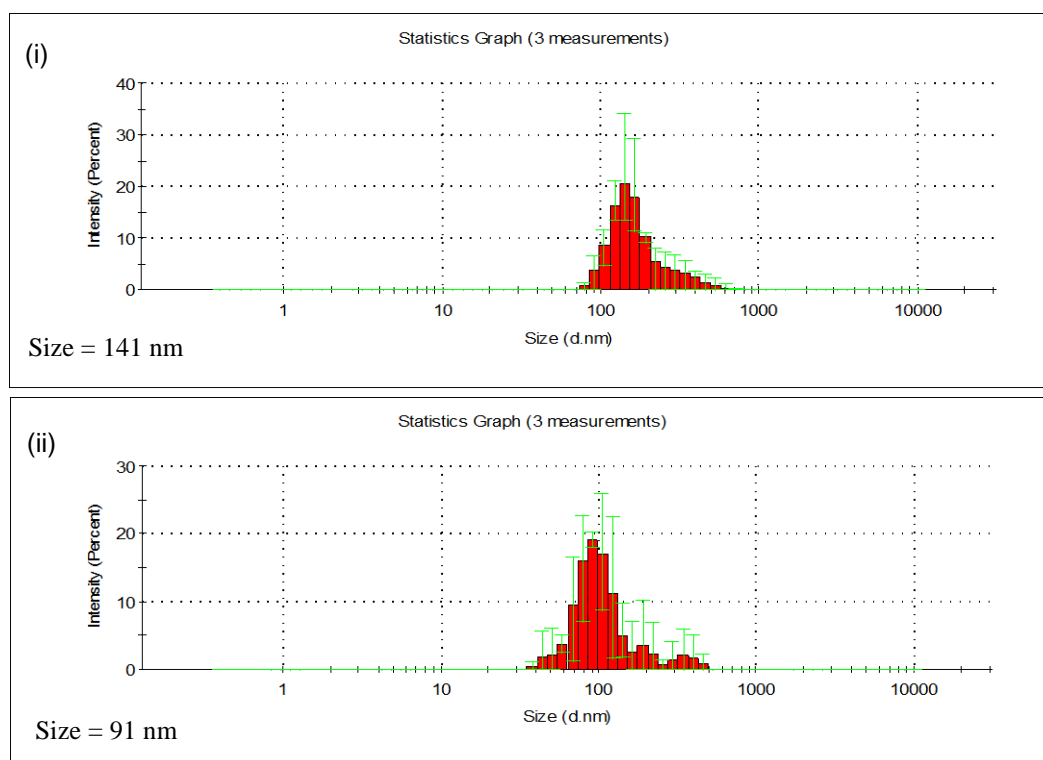 (i)
Statistics Graph (3 measurements)
40
30
20
10
0
Intensity (Percent)
1 10 100 1000 10000
Size (d.nm)
Size = 141 nm
(ii)
Statistics Graph (3 measurements)
30
20
10
0
Intensity (Percent)
1 10 100 1000 10000
Size (d.nm)
Size = 91 nm